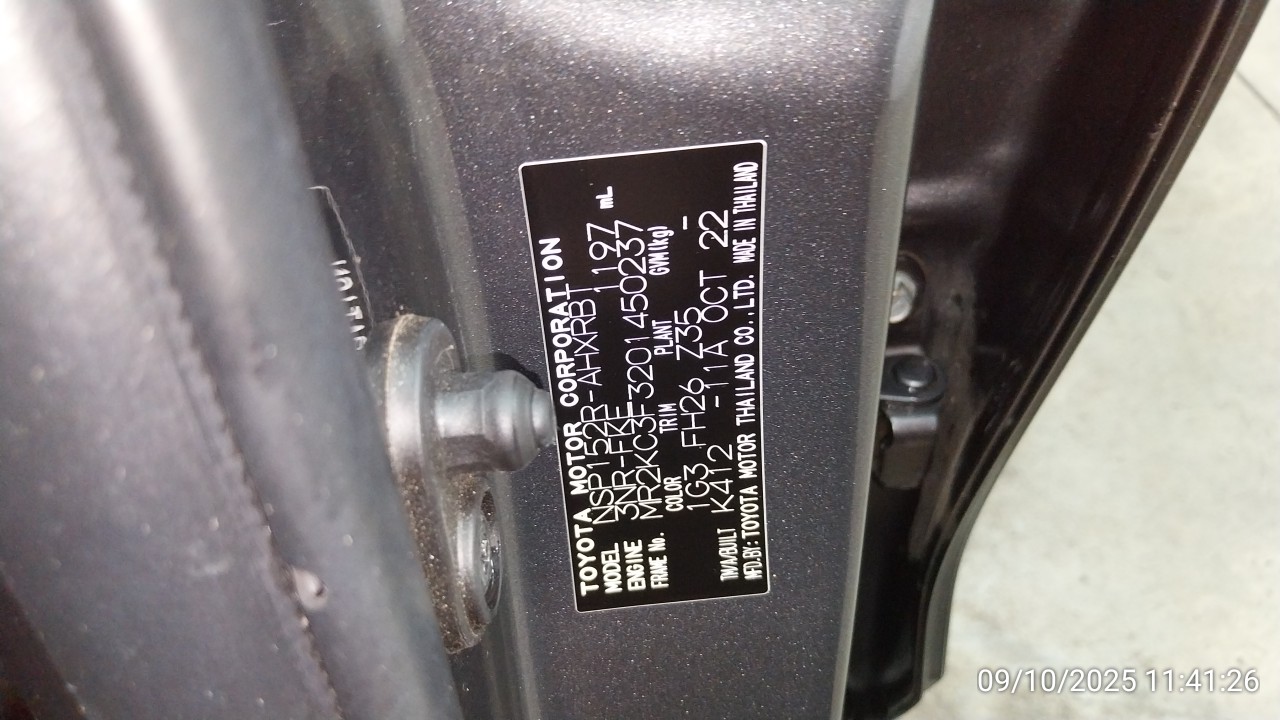 TOYOTA MOTOR CORPORATION
MODEL NSP152R-AHXRBT
ENGINE 3NR-FKE 1197 mL
FRAME No. MR2KC3F3201450237
COLOR TRIM PLANT GVM(kg)
1G3 FH26 Z35 -
TM/A/BUILT K412 -11A OCT 22
MFD.BY: TOYOTA MOTOR THAILAND CO.,LTD. MADE IN THAILAND
09/10/2025 11:41:26